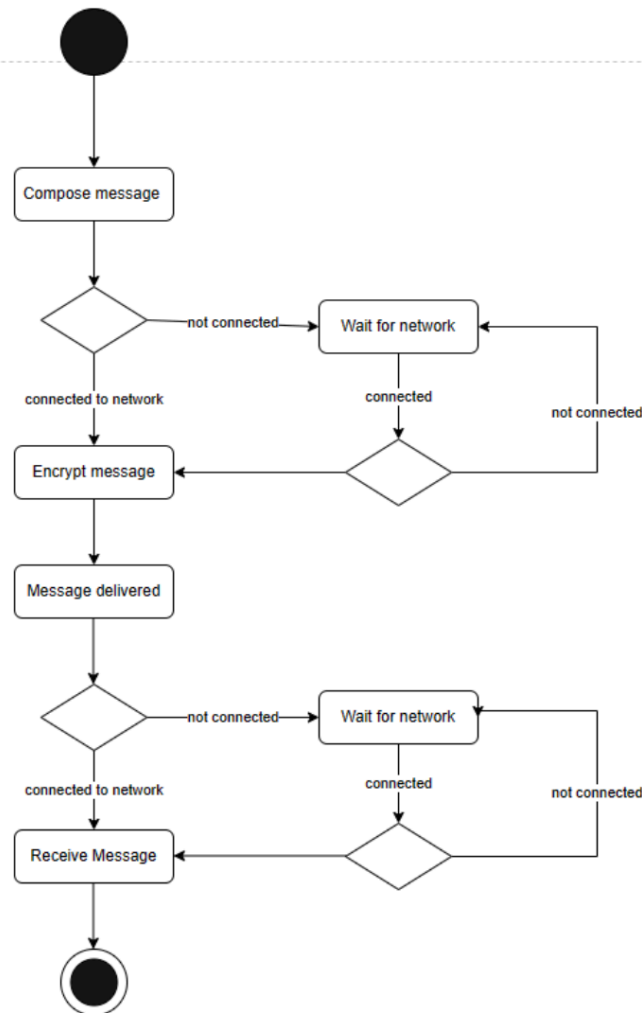 Compose message
not connected
Wait for network
connected to network
connected
not connected
Encrypt message
Message delivered
not connected
Wait for network
connected to network
connected
not connected
Receive Message